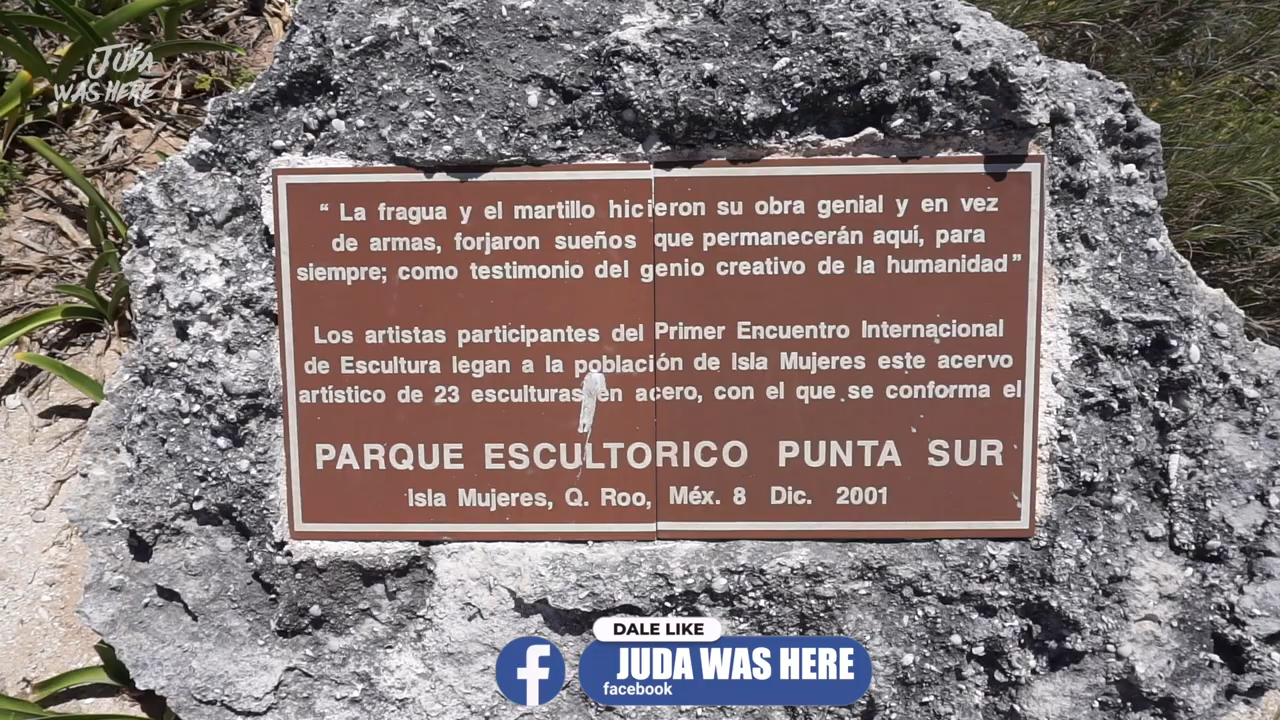 JUDA
WAS HERE
“ La fragua y el martillo hicieron su obra genial y en vez
de armas, forjaron sueños que permanecerán aquí, para
siempre; como testimonio del genio creativo de la humanidad”
Los artistas participantes del Primer Encuentro Internacional
de Escultura legan a la población de Isla Mujeres este acervo
artístico de 23 esculturas en acero, con el que se conforma el
PARQUE ESCULTORICO PUNTA SUR
Isla Mujeres, Q. Roo, Méx. 8 Dic. 2001
DALE LIKE
f JUDA WAS HERE
facebook